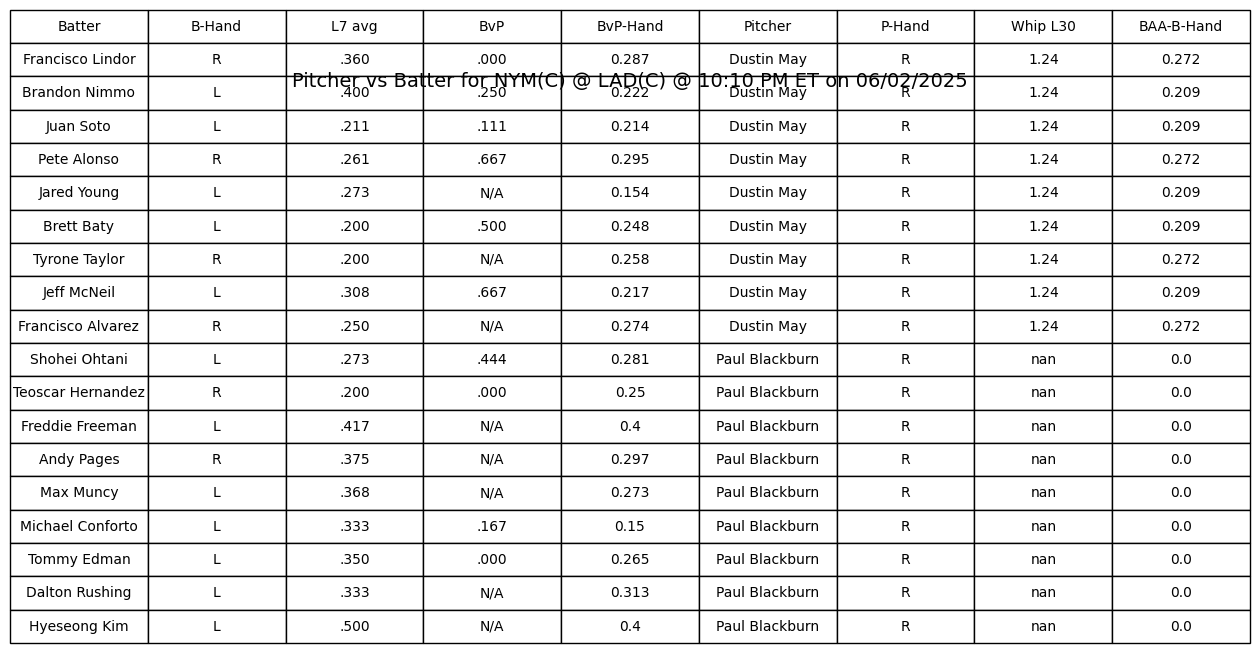 Batter B-Hand L7 avg BvP BvP-Hand Pitcher P-Hand Whip L30 BAA-B-Hand
Francisco Lindor R .360 .000 0.287 Dustin May R 1.24 0.272
Pitcher vs Batter for NYM(C) @ LAD(C) @ 10:10 PM ET on 06/02/2025
Brandon Nimmo L .400 .250 0.222 Dustin May R 1.24 0.209
Juan Soto L .211 .111 0.214 Dustin May R 1.24 0.209
Pete Alonso R .261 .667 0.295 Dustin May R 1.24 0.272
Jared Young L .273 N/A 0.154 Dustin May R 1.24 0.209
Brett Baty L .200 .500 0.248 Dustin May R 1.24 0.209
Tyrone Taylor R .200 N/A 0.258 Dustin May R 1.24 0.272
Jeff McNeil L .308 .667 0.217 Dustin May R 1.24 0.209
Francisco Alvarez R .250 N/A 0.274 Dustin May R 1.24 0.272
Shohei Ohtani L .273 .444 0.281 Paul Blackburn R nan 0.0
Teoscar Hernandez R .200 .000 0.25 Paul Blackburn R nan 0.0
Freddie Freeman L .417 N/A 0.4 Paul Blackburn R nan 0.0
Andy Pages R .375 N/A 0.297 Paul Blackburn R nan 0.0
Max Muncy L .368 N/A 0.273 Paul Blackburn R nan 0.0
Michael Conforto L .333 .167 0.15 Paul Blackburn R nan 0.0
Tommy Edman L .350 .000 0.265 Paul Blackburn R nan 0.0
Dalton Rushing L .333 N/A 0.313 Paul Blackburn R nan 0.0
Hyeseong Kim L .500 N/A 0.4 Paul Blackburn R nan 0.0